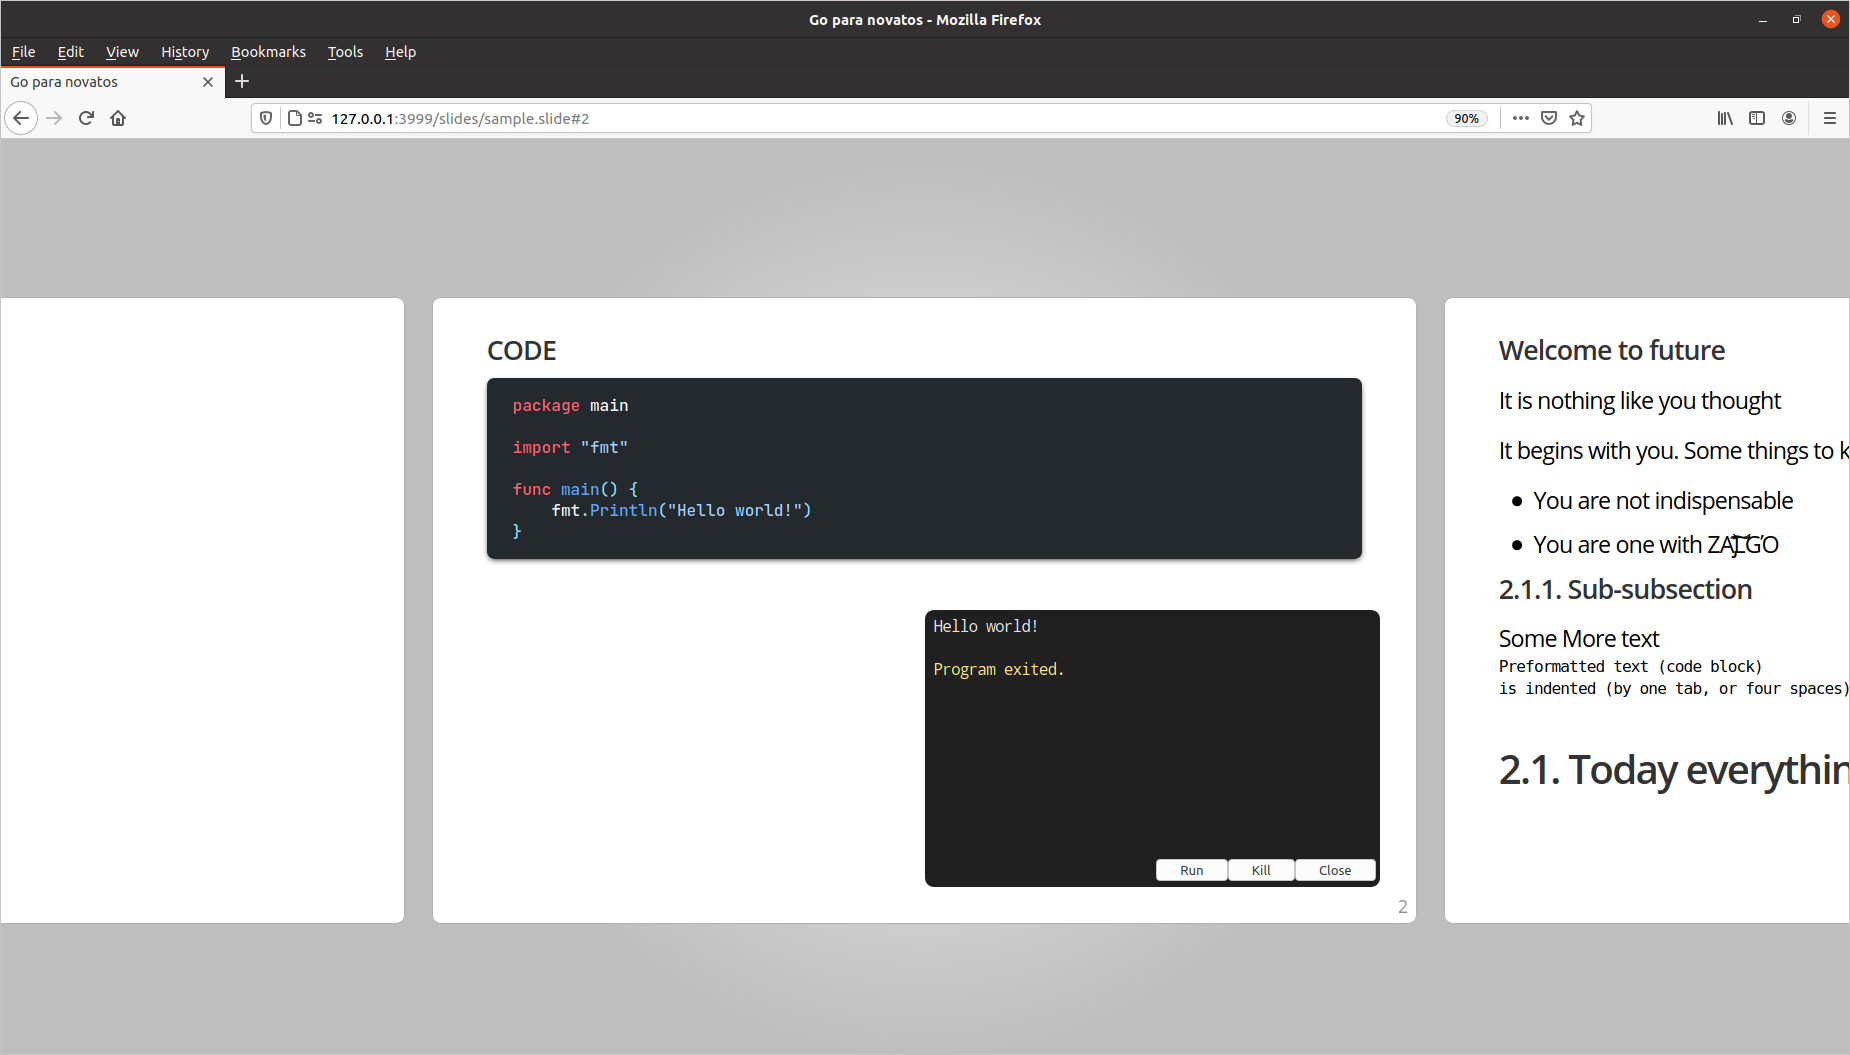 Go para novatos - Mozilla Firefox
File Edit View History Bookmarks Tools Help
Go para novatos
127.0.0.1:3999/slides/sample.slide#2
90%
CODE
package main
import "fmt"
func main() {
    fmt.Println("Hello world!")
}
Hello world!
Program exited.
Run Kill Close
2
Welcome to future
It is nothing like you thought
It begins with you. Some things to k
● You are not indispensable
● You are one with
2.1.1. Sub-subsection
Some More text
Preformatted text (code block)
is indented (by one tab, or four spaces)
2.1. Today everythin